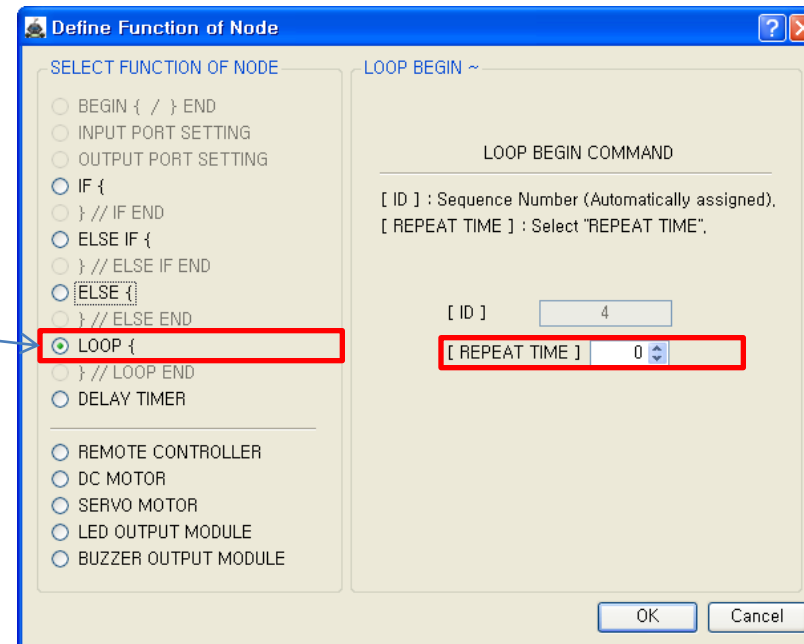 Define Function of Node
SELECT FUNCTION OF NODE
BEGIN { / } END
INPUT PORT SETTING
OUTPUT PORT SETTING
IF {
} // IF END
ELSE IF {
} // ELSE IF END
ELSE {
} // ELSE END
LOOP {
} // LOOP END
DELAY TIMER
REMOTE CONTROLLER
DC MOTOR
SERVO MOTOR
LED OUTPUT MODULE
BUZZER OUTPUT MODULE
LOOP BEGIN ~
LOOP BEGIN COMMAND
[ ID ] : Sequence Number (Automatically assigned),
[ REPEAT TIME ] : Select "REPEAT TIME",
[ ID ] 4
[ REPEAT TIME ] 0
OK Cancel